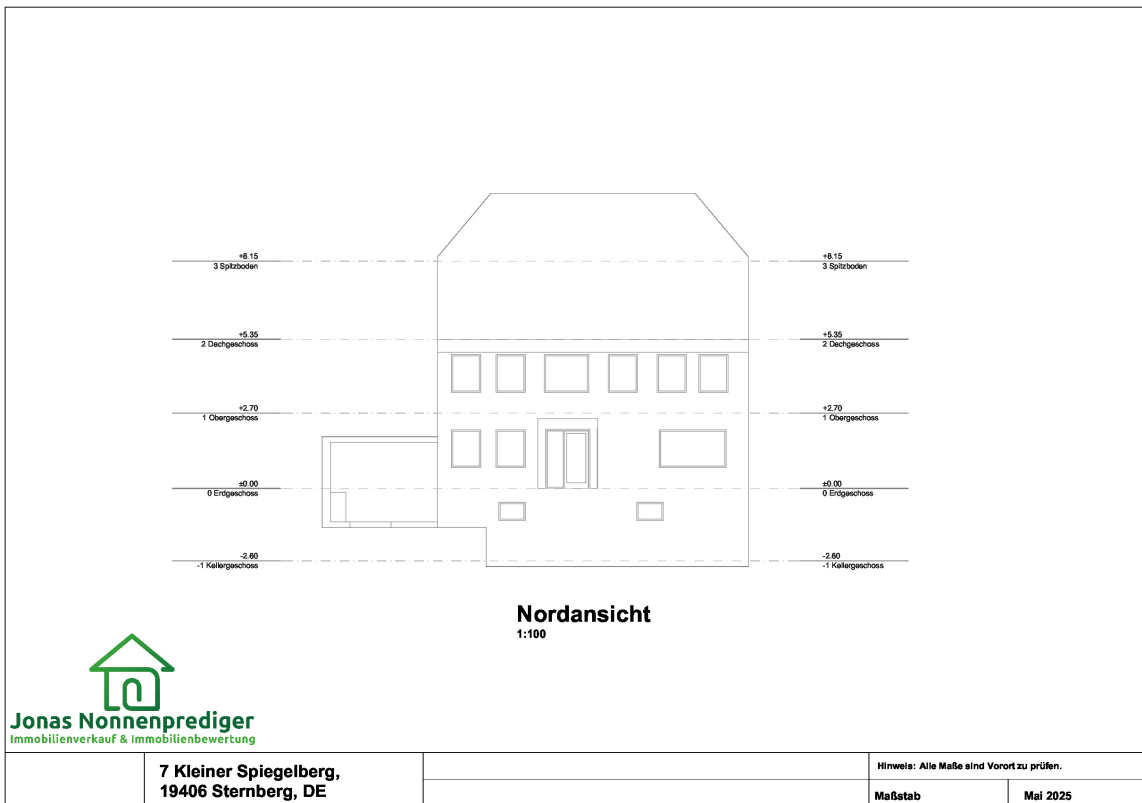 +8.15
3 Spitzboden
+8.15
3 Spitzboden
+5.35
2 Dachgeschoss
+5.35
2 Dachgeschoss
+2.70
1 Obergeschoss
+2.70
1 Obergeschoss
±0.00
0 Erdgeschoss
±0.00
0 Erdgeschoss
-2.60
-1 Kellergeschoss
-2.60
-1 Kellergeschoss
Nordansicht
1:100
Jonas Nonnenprediger
Immobilienverkauf & Immobilienbewertung
7 Kleiner Spiegelberg,
19406 Sternberg, DE
Hinweis: Alle Maße sind Vorort zu prüfen.
Maßstab
Mai 2025